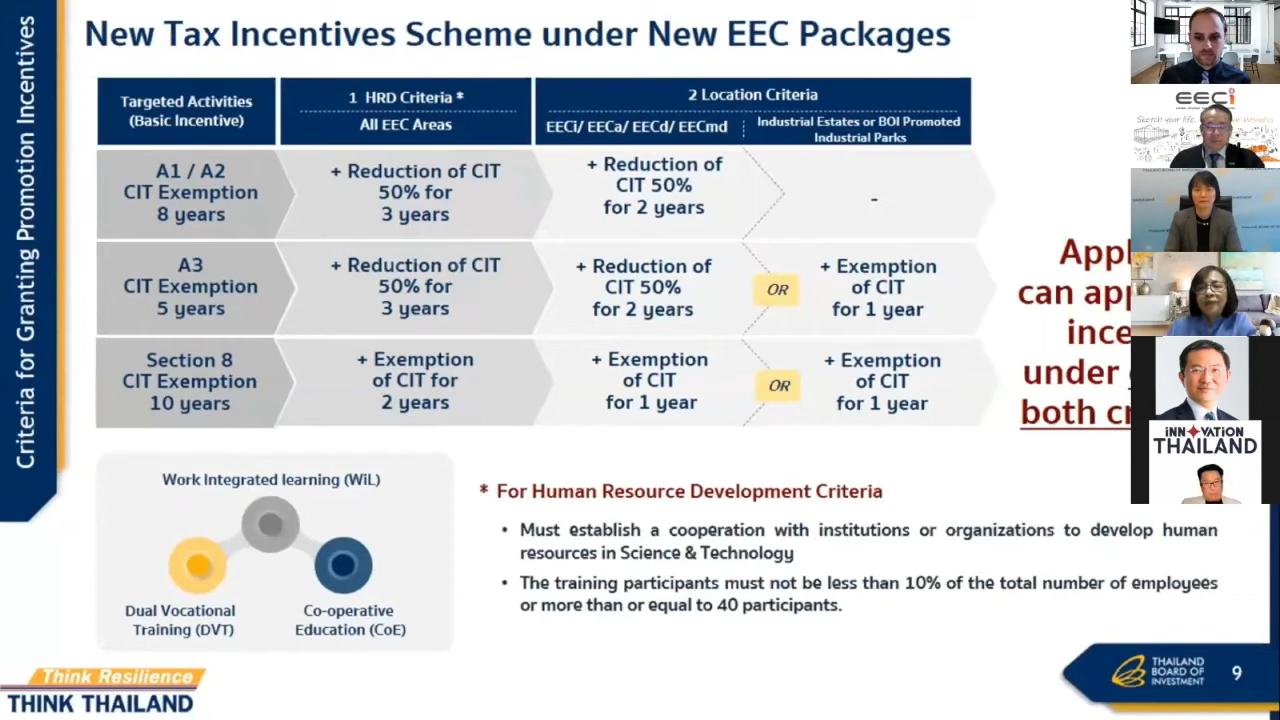 Criteria for Granting Promotion Incentives
New Tax Incentives Scheme under New EEC Packages
Targeted Activities
(Basic Incentive)
1 HRD Criteria *
All EEC Areas
2 Location Criteria
EECi/ EECa/ EECd/ EECmd
Industrial Estates or BOI Promoted
Industrial Parks
A1 / A2
CIT Exemption
8 years
+ Reduction of CIT
50% for
3 years
+ Reduction of
CIT 50%
for 2 years
-
A3
CIT Exemption
5 years
+ Reduction of CIT
50% for
3 years
+ Reduction of
CIT 50%
for 2 years
OR
+ Exemption
of CIT
for 1 year
Section 8
CIT Exemption
10 years
+ Exemption
of CIT for
2 years
+ Exemption
of CIT
for 1 year
OR
+ Exemption
of CIT
for 1 year
can
under
both
Work Integrated learning (WiL)
Dual Vocational
Training (DVT)
Co-operative
Education (CoE)
* For Human Resource Development Criteria
• Must establish a cooperation with institutions or organizations to develop human
resources in Science & Technology
• The training participants must not be less than 10% of the total number of employees
or more than or equal to 40 participants.
Think Resilience
THINK THAILAND
THAILAND
BOARD OF
INVESTMENT
9
EECi
Sketch your life,
iNNOVATiON
THAILAND